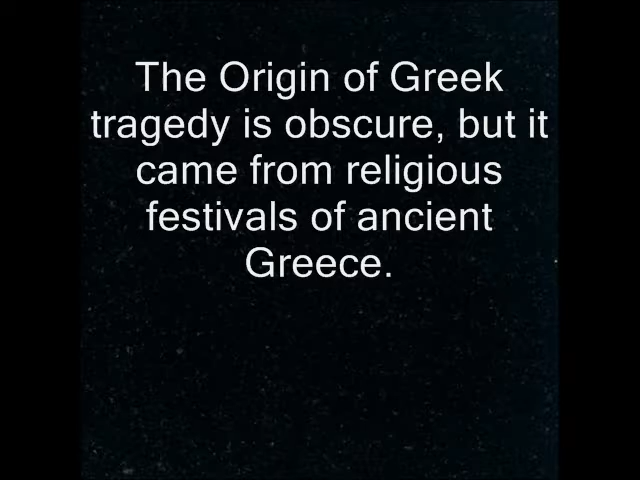 The Origin of Greek
tragedy is obscure, but it
came from religious
festivals of ancient
Greece.